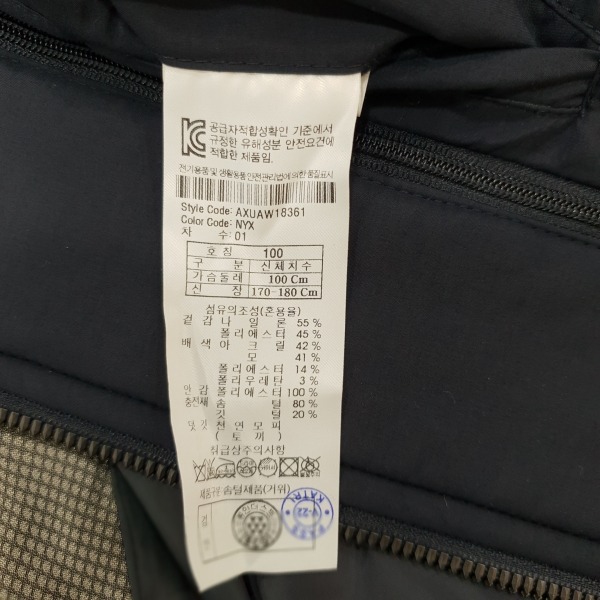 공급자적합성확인 기준에서
규정한 유해성분 안전요건에
적합한 제품임.
전기용품 및 생활용품안전관리법에 의한 품질표시
Style Code: AXUAW18361
Color Code: NYX
차 수: 01
호 칭 100
구 분 신체치수
가슴둘레 100 Cm
신 장 170-180 Cm
섬유의조성(혼용율)
겉 감 나 일 론 55 %
폴리에스터 45 %
배 색 아 크 릴 42 %
모 41 %
폴리에스터 14 %
폴리우레탄 3 %
안 감 폴리에스터 100 %
충전재 솜 털 80 %
깃 털 20 %
덧 깃 천 연 모 피
( 토 끼 )
취급상주의사항
제품명: 솜털제품(거위)
KATRI
V-22